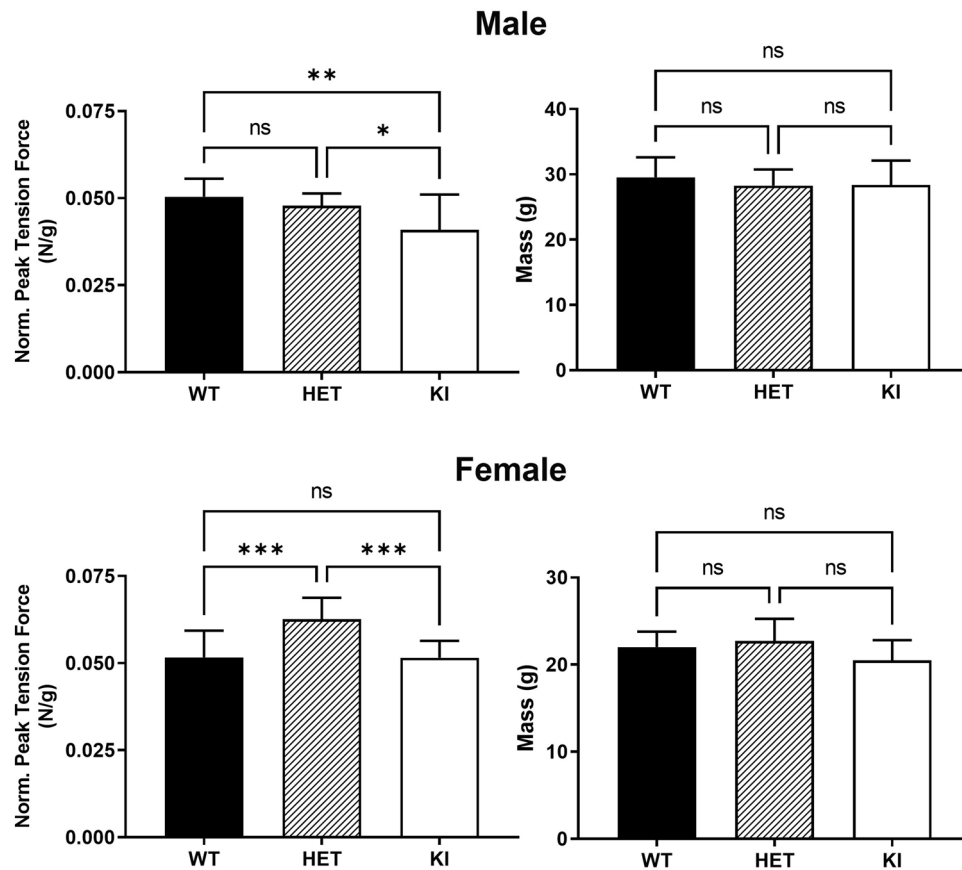 Male
**
ns
*
0.075
0.050
0.025
0.000
Norm. Peak Tension Force
(N/g)
WT
HET
KI
ns
ns
ns
40
30
20
10
0
Mass (g)
WT
HET
KI
Female
ns
***
***
0.075
0.050
0.025
0.000
Norm. Peak Tension Force
(N/g)
WT
HET
KI
ns
ns
ns
30
20
10
0
Mass (g)
WT
HET
KI